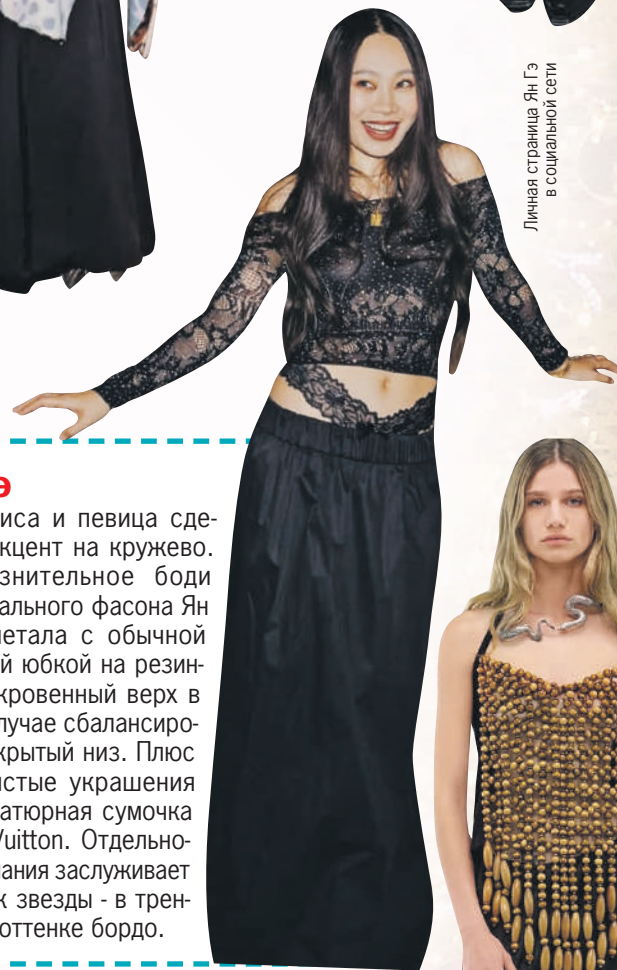 Личная страница Ян Гэ
в социальной сети
Э
иса и певица сде-
кцент на кружево.
знительное боди
ального фасона Ян
четала с обычной
й юбкой на резин-
кровенный верх в
лучае сбалансиро-
крытый низ. Плюс
истые украшения
атюрная сумочка
Vuitton. Отдельно-
ания заслуживает
к звезды - в трен-
оттенке бордо.